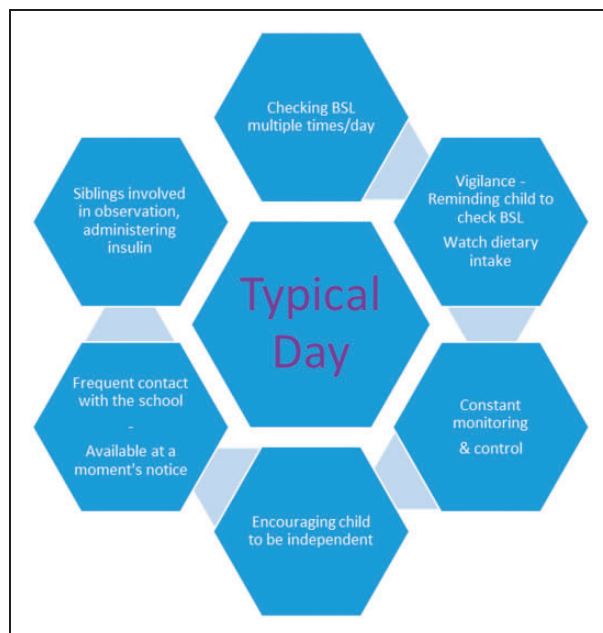 Checking BSL
multiple times/day
Vigilance -
Reminding child to
check BSL
Watch dietary
intake
Constant
monitoring
& control
Encouraging child
to be independent
Frequent contact
with the school
-
Available at a
moment's notice
Siblings involved
in observation,
administering
insulin
Typical
Day